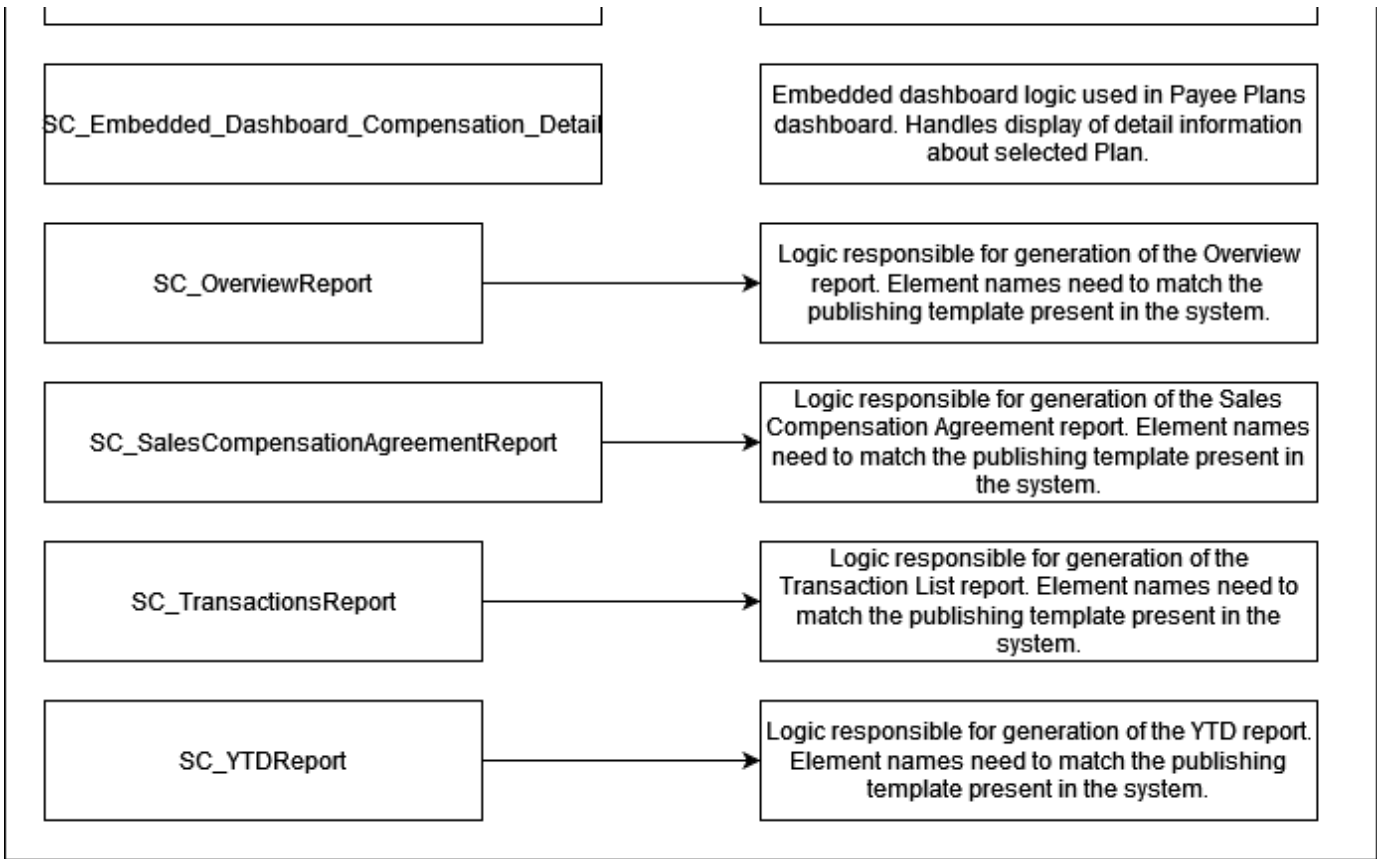 SC_Embedded_Dashboard_Compensation_Detail
Embedded dashboard logic used in Payee Plans
dashboard. Handles display of detail information
about selected Plan.
SC_OverviewReport
Logic responsible for generation of the Overview
report. Element names need to match the
publishing template present in the system.
SC_SalesCompensationAgreementReport
Logic responsible for generation of the Sales
Compensation Agreement report. Element names
need to match the publishing template present in
the system.
SC_TransactionsReport
Logic responsible for generation of the
Transaction List report. Element names need to
match the publishing template present in the
system.
SC_YTDReport
Logic responsible for generation of the YTD report.
Element names need to match the publishing
template present in the system.